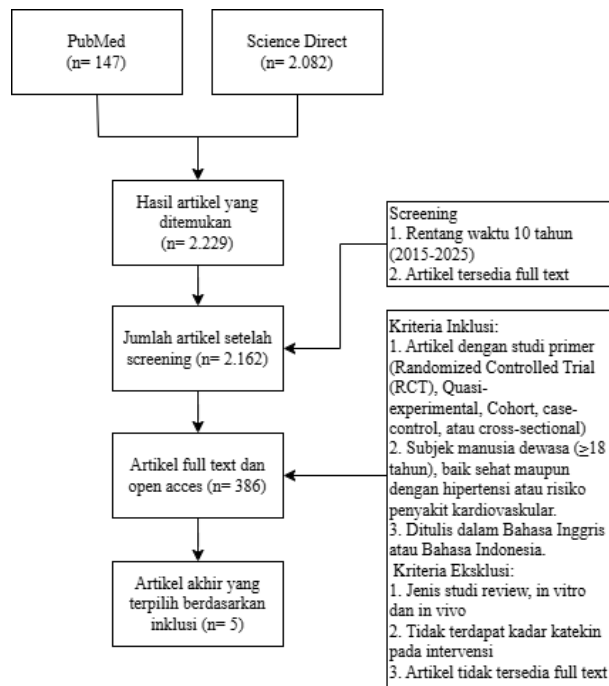 PubMed
(n= 147)
Science Direct
(n= 2.082)
Hasil artikel yang
ditemukan
(n= 2.229)
Screening
1. Rentang waktu 10 tahun
(2015-2025)
2. Artikel tersedia full text
Jumlah artikel setelah
screening (n= 2.162)
Kriteria Inklusi:
1. Artikel dengan studi primer
(Randomized Controlled Trial
(RCT), Quasi-
experimental, Cohort, case-
control, atau cross-sectional)
2. Subjek manusia dewasa (≥18
tahun), baik sehat maupun
dengan hipertensi atau risiko
penyakit kardiovaskular.
3. Ditulis dalam Bahasa Inggris
atau Bahasa Indonesia.
Kriteria Eksklusi:
1. Jenis studi review, in vitro
dan in vivo
2. Tidak terdapat kadar katekin
pada intervensi
3. Artikel tidak tersedia full text
Artikel full text dan
open acces (n= 386)
Artikel akhir yang
terpilih berdasarkan
inklusi (n= 5)